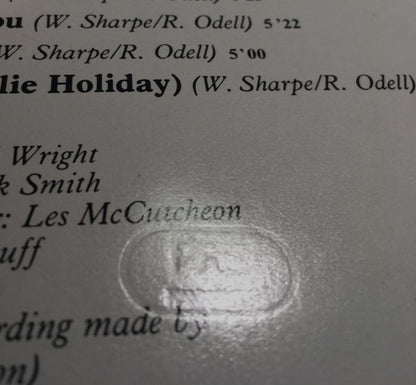 ou (W. Sharpe/R. Odell) 5'22
W. Sharpe/R. Odell) 5'00
lie Holiday) (W. Sharpe/R. Odell)
Wright
k Smith
: Les McCutcheon
uff
rding made by
on)